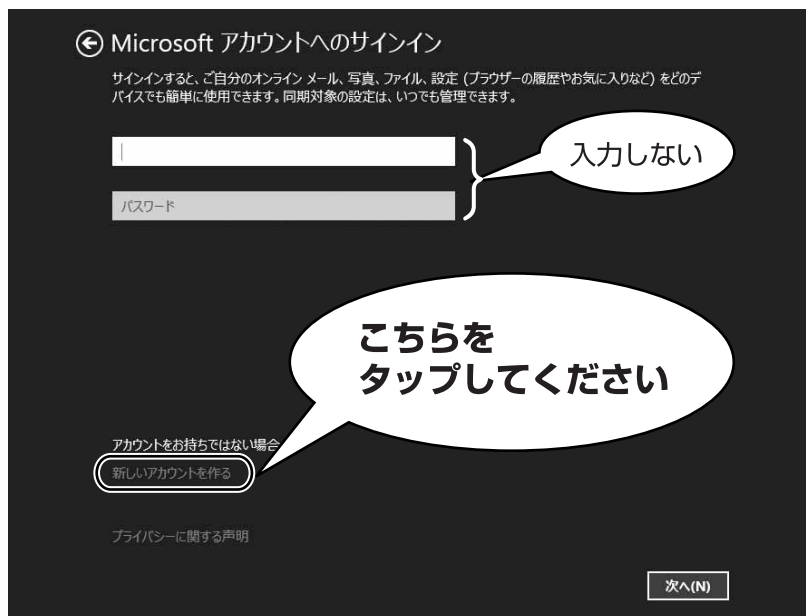 Microsoft アカウントへのサインイン
サインインすると、ご自分のオンライン メール、写真、ファイル、設定 (ブラウザーの履歴やお気に入りなど) をどのデ
バイスでも簡単に使用できます。同期対象の設定は、いつでも管理できます。
入力しない
パスワード
こちらを
タップしてください
アカウントをお持ちではない場合
新しいアカウントを作る
プライバシーに関する声明
次へ(N)